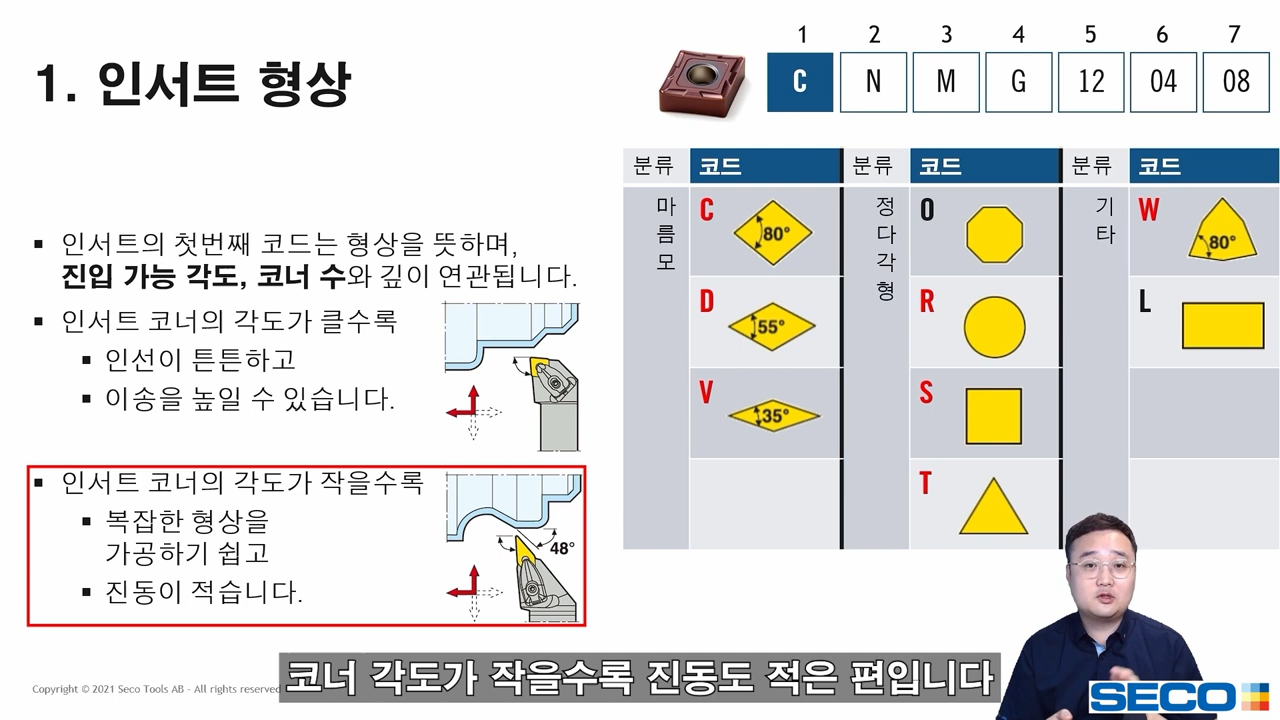 1. 인서트 형상
1 2 3 4 5 6 7
C N M G 12 04 08
인서트의 첫번째 코드는 형상을 뜻하며,
진입 가능 각도, 코너 수와 깊이 연관됩니다.
인서트 코너의 각도가 클수록
인선이 튼튼하고
이송을 높일 수 있습니다.
인서트 코너의 각도가 작을수록
복잡한 형상을
가공하기 쉽고
진동이 적습니다.
48°
분류 코드 분류 코드 분류 코드
마름모
C 80°
D 55°
V 35°
정다각형
O
R
S
T
기타
W 80°
L
코너 각도가 작을수록 진동도 적은 편입니다
Copyright © 2021 Seco Tools AB - All rights reserved
SECO